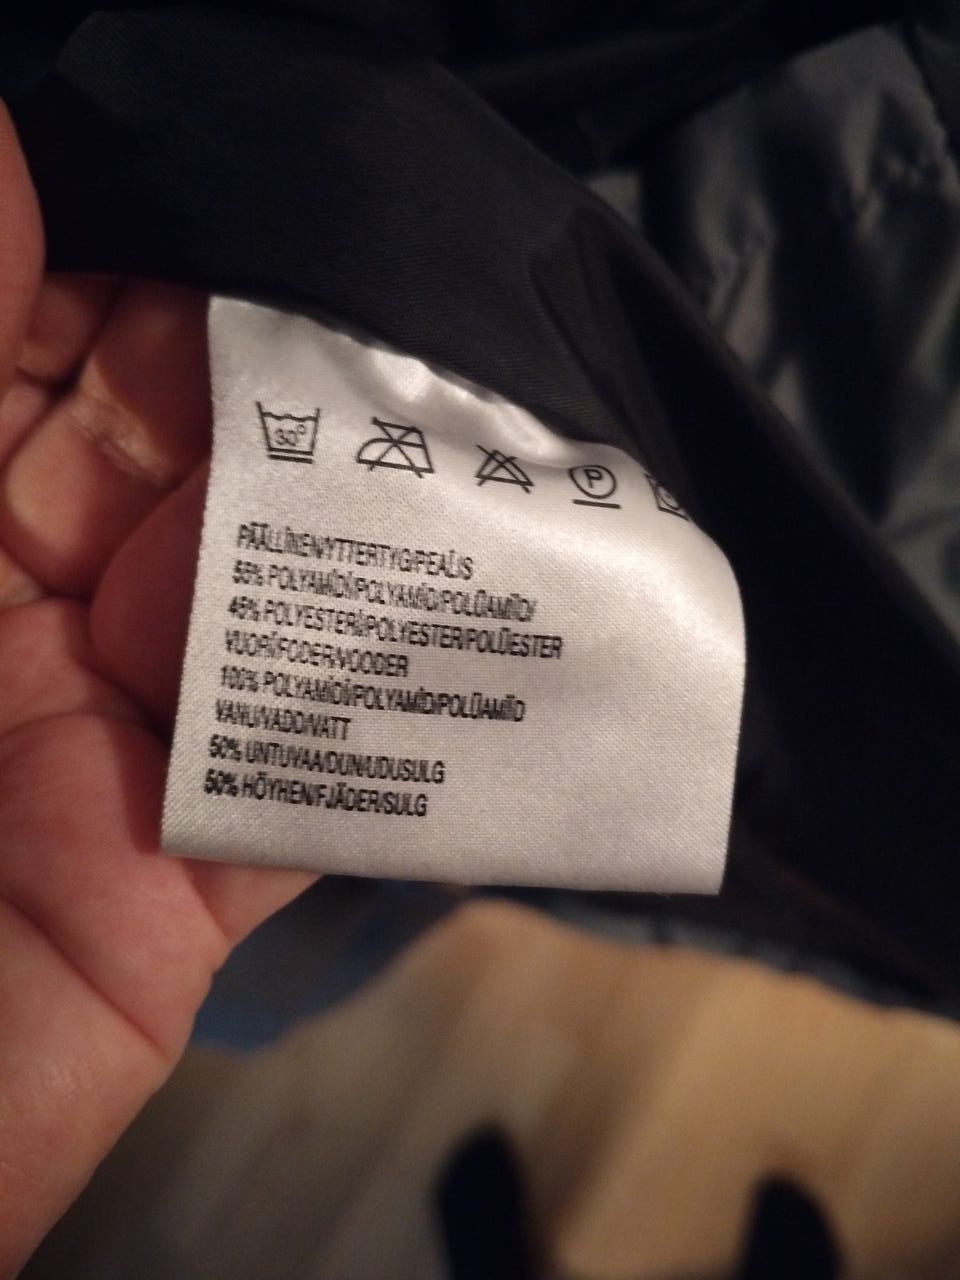 30°
P
PÄÄLLINEN/YTTERTYG/PEALIS
55% POLYAMIDI/POLYAMID/POLÜAMIID/
45% POLYESTERI/POLYESTER/POLÜESTER
VUORI/FODER/VOODER
100% POLYAMIDI/POLYAMID/POLÜAMIID
VANU/VADD/VATT
50% UNTUVAA/DUN/UDUSULG
50% HÖYHEN/FJÄDER/SULG